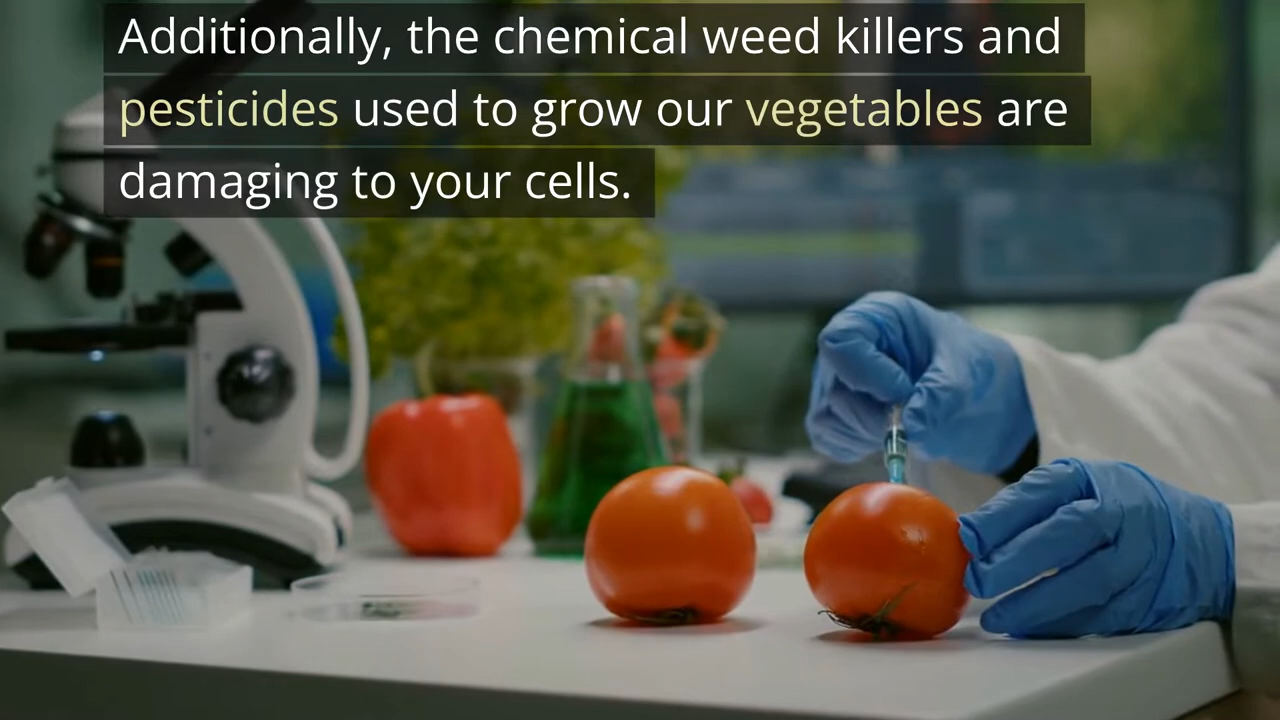 Additionally, the chemical weed killers and
pesticides used to grow our vegetables are
damaging to your cells.